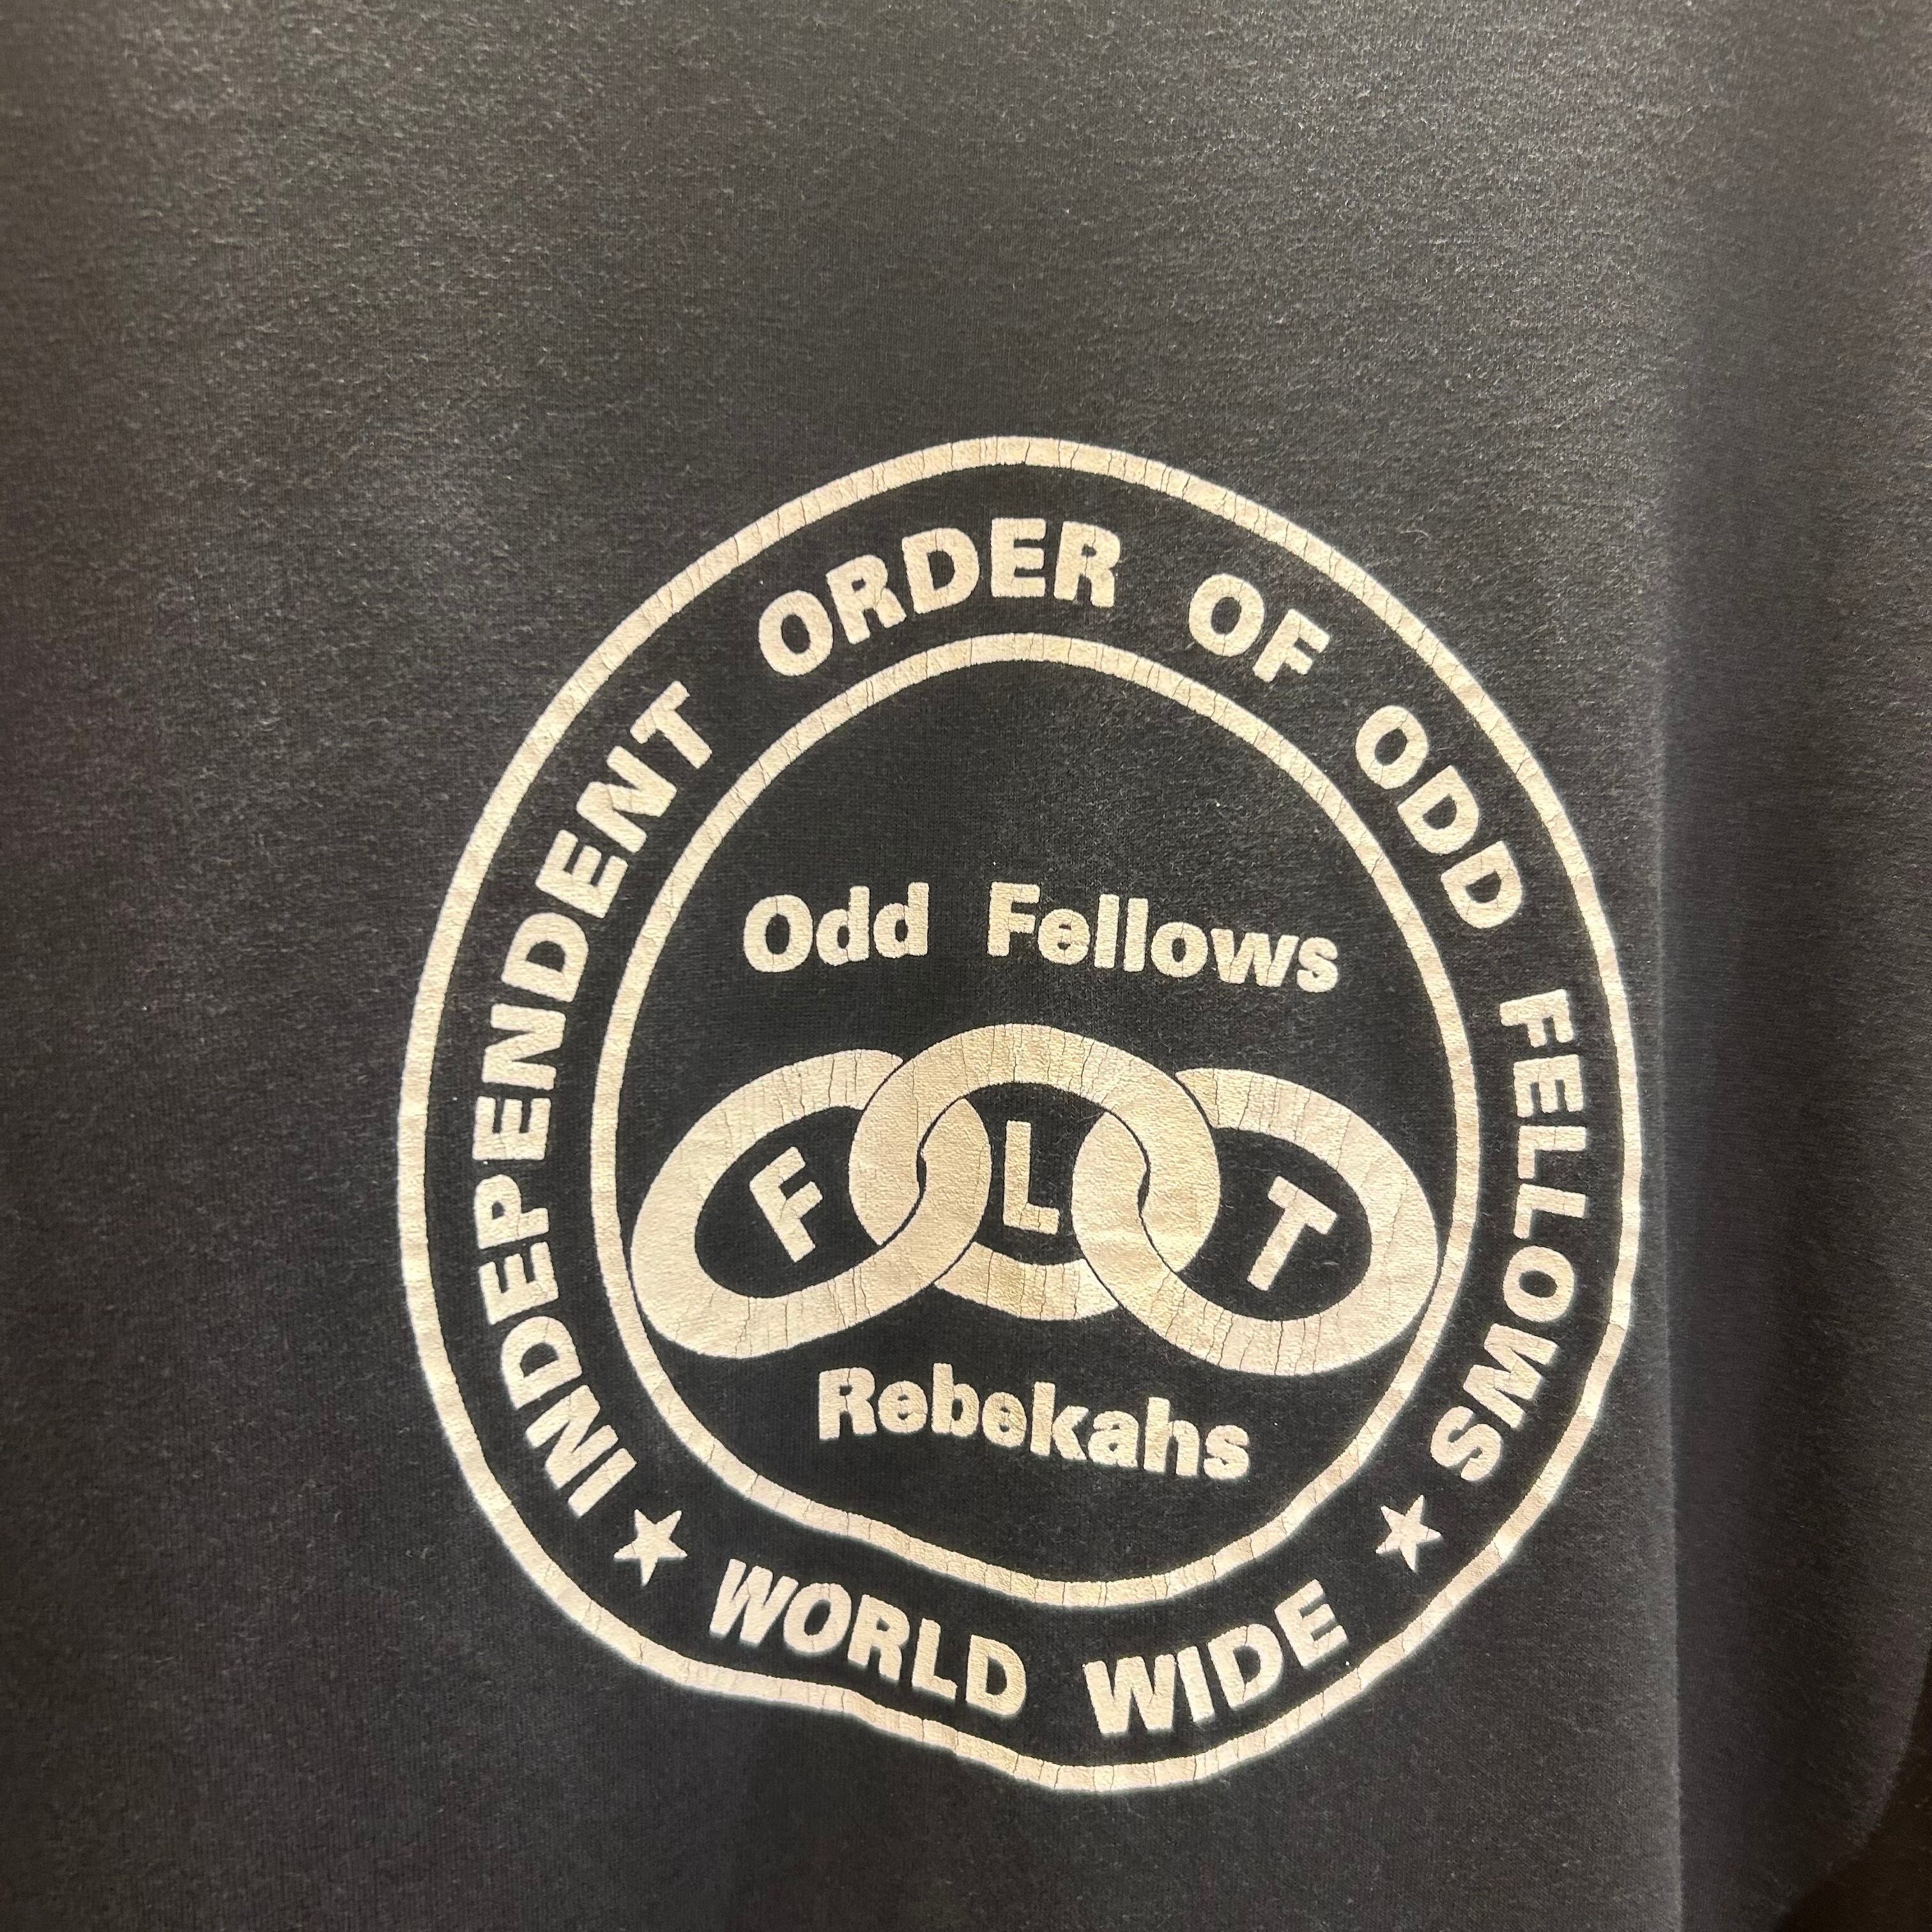 INDEPENDENT ORDER OF ODD FELLOWS
Odd Fellows
F L T
Rebekahs
★ WORLD WIDE ★